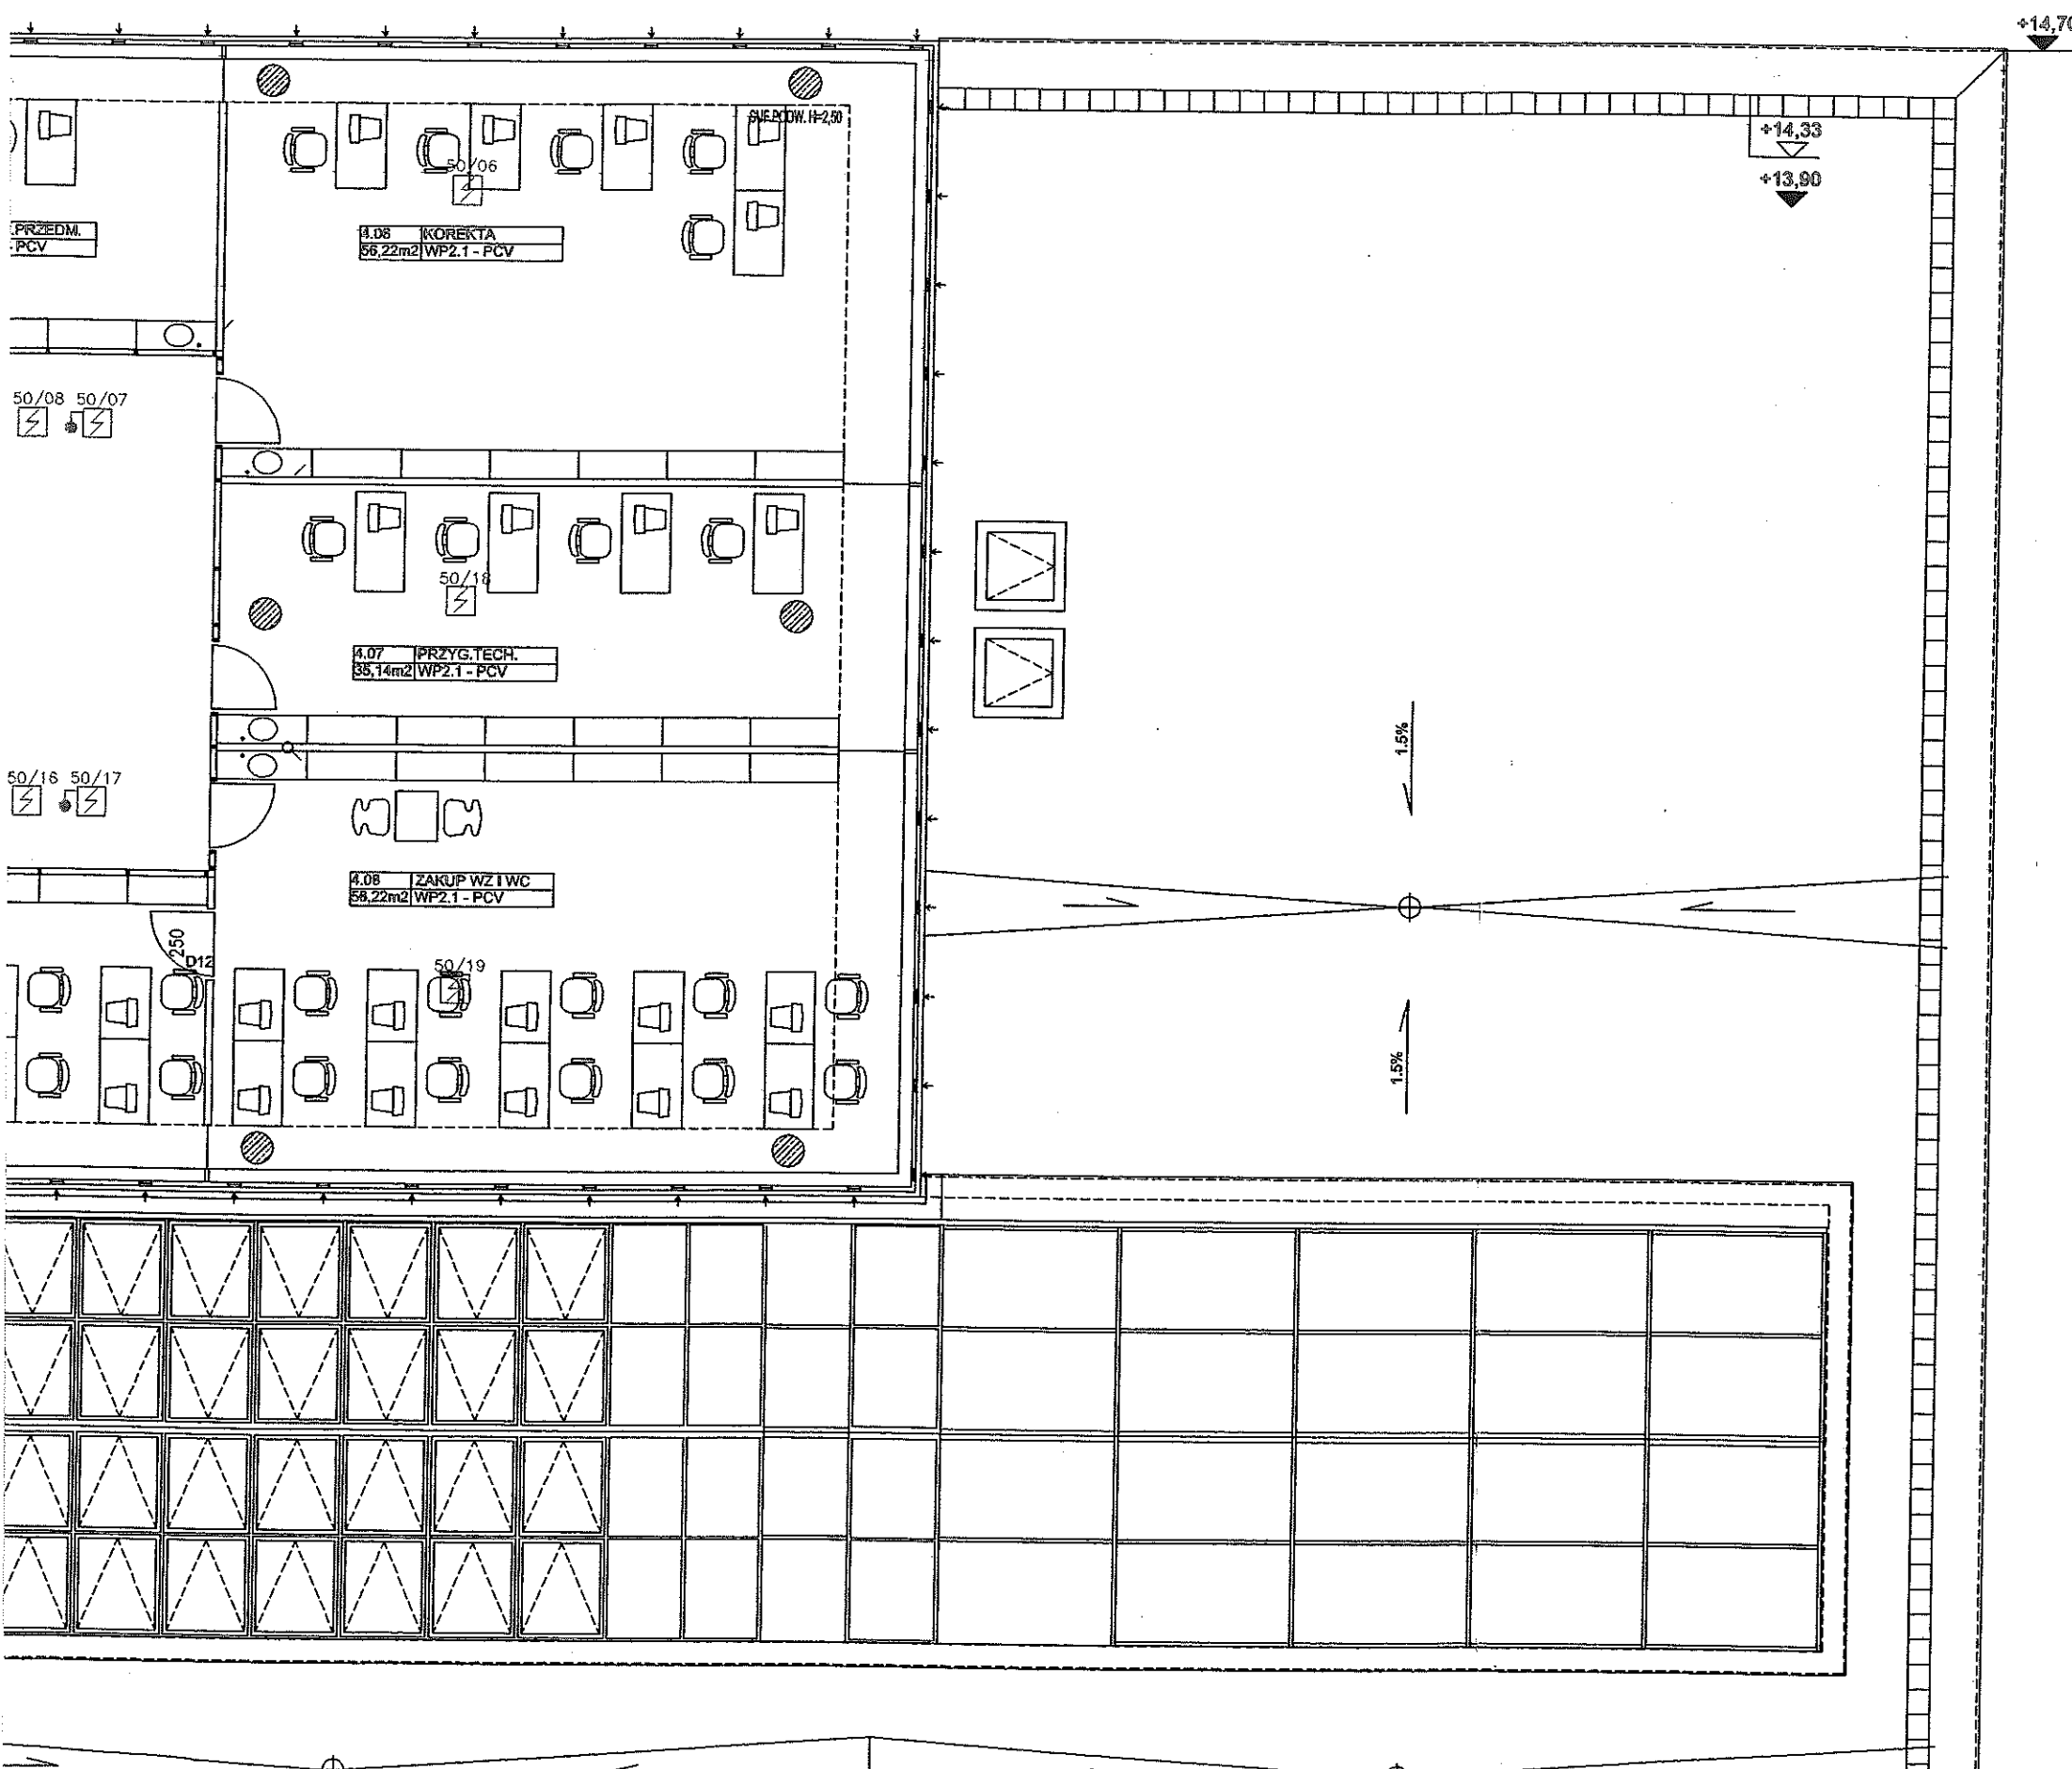 +14,70
SUF.PODW. H=2,50
+14,33
+13,90
50/06
.PRZEDM.
- PCV
4.08 KOREKTA
56,22m2 WP2.1 - PCV
50/08 50/07
50/18
4.07 PRZYG.TECH.
35,14m2 WP2.1 - PCV
1.5%
50/16 50/17
4.08 ZAKUP WZ I WC
56,22m2 WP2.1 - PCV
250
D12
50/19
1.5%